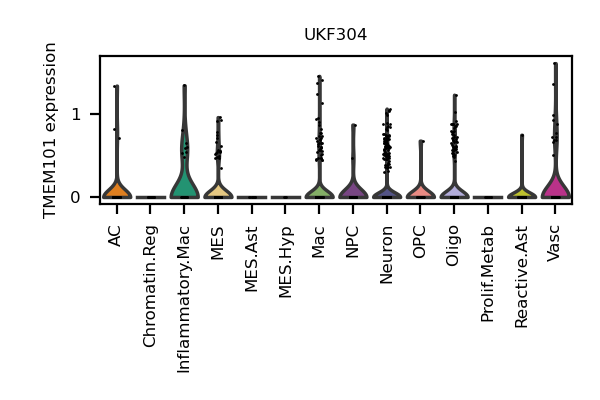 UKF304
TMEM101 expression
1
0
AC
Chromatin.Reg
Inflammatory.Mac
MES
MES.Ast
MES.Hyp
Mac
NPC
Neuron
OPC
Oligo
Prolif.Metab
Reactive.Ast
Vasc